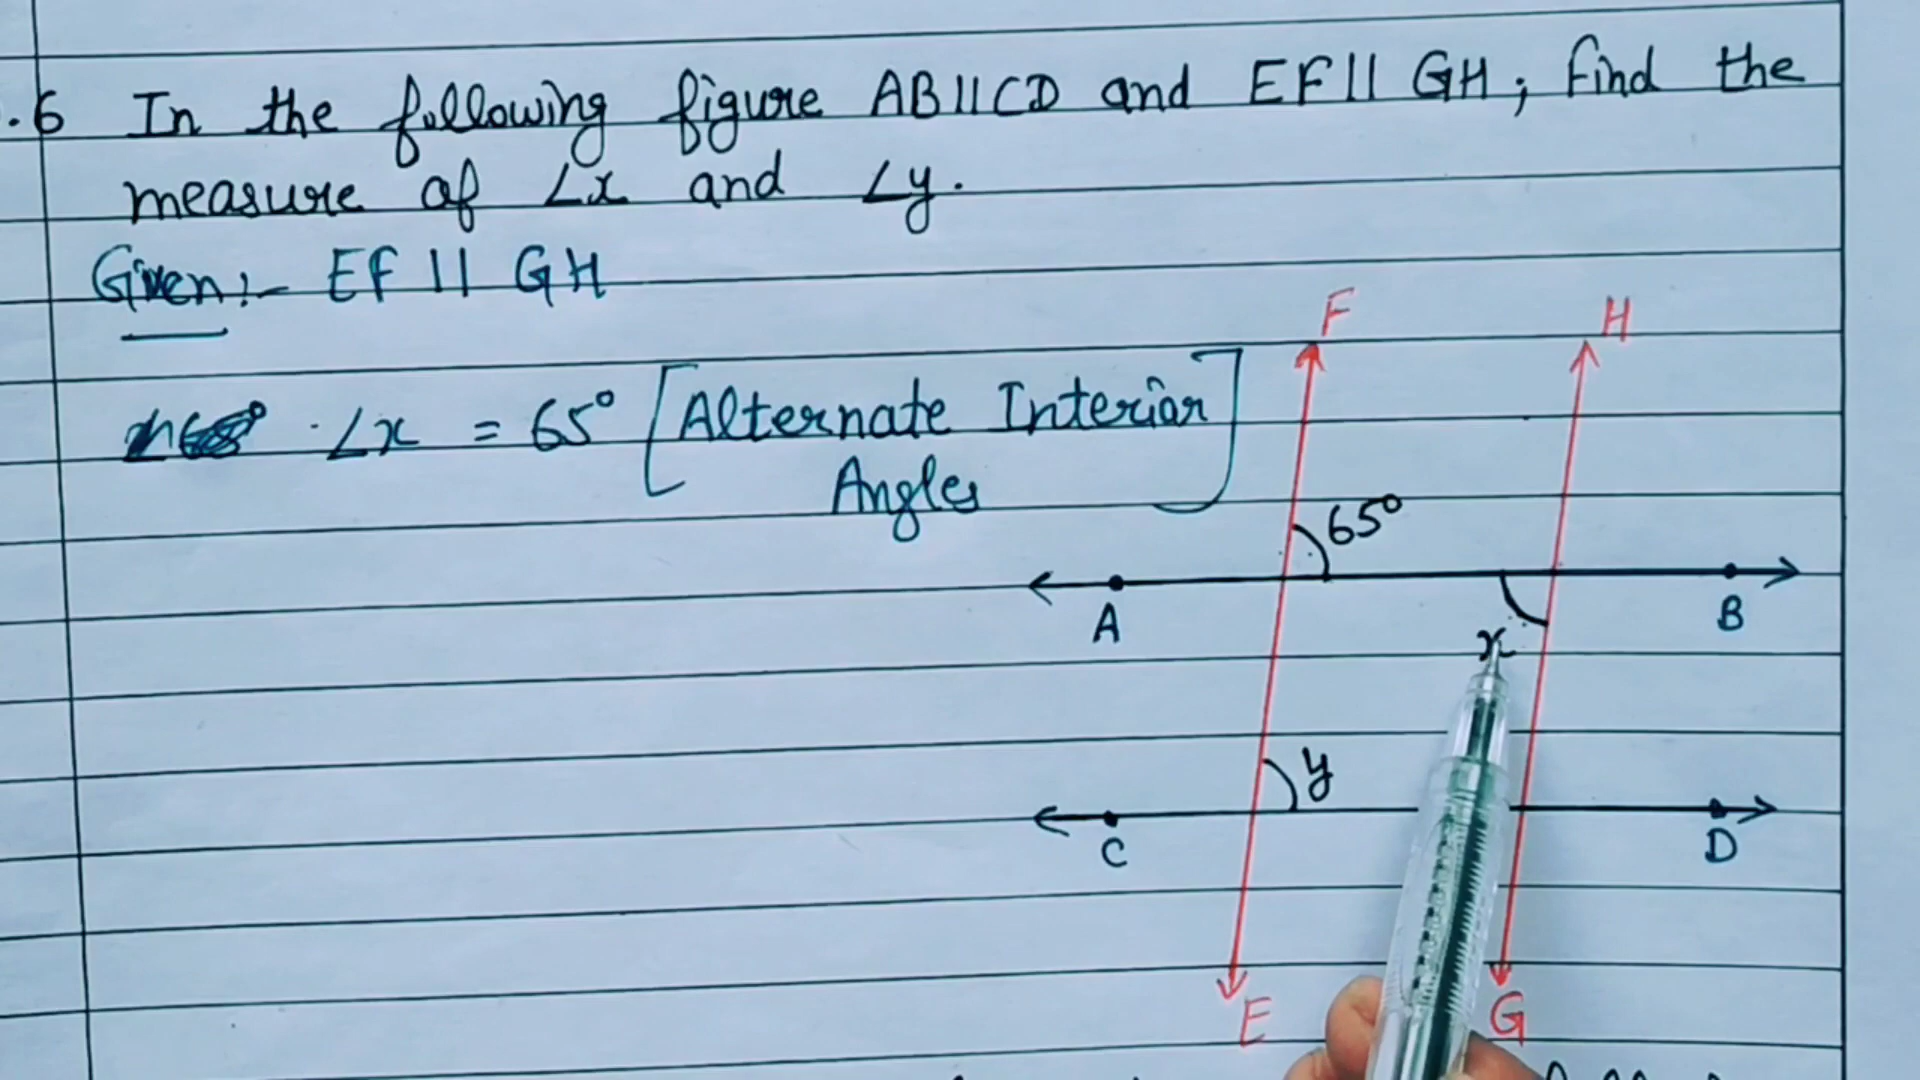 .6 In the following figure AB||CD and EF|| GH; Find the
measure of ∠x and ∠y.
Given:- EF || GH
∠x = 65° [Alternate Interior
Angles]
F
H
65°
A
B
x
y
C
D
E
G